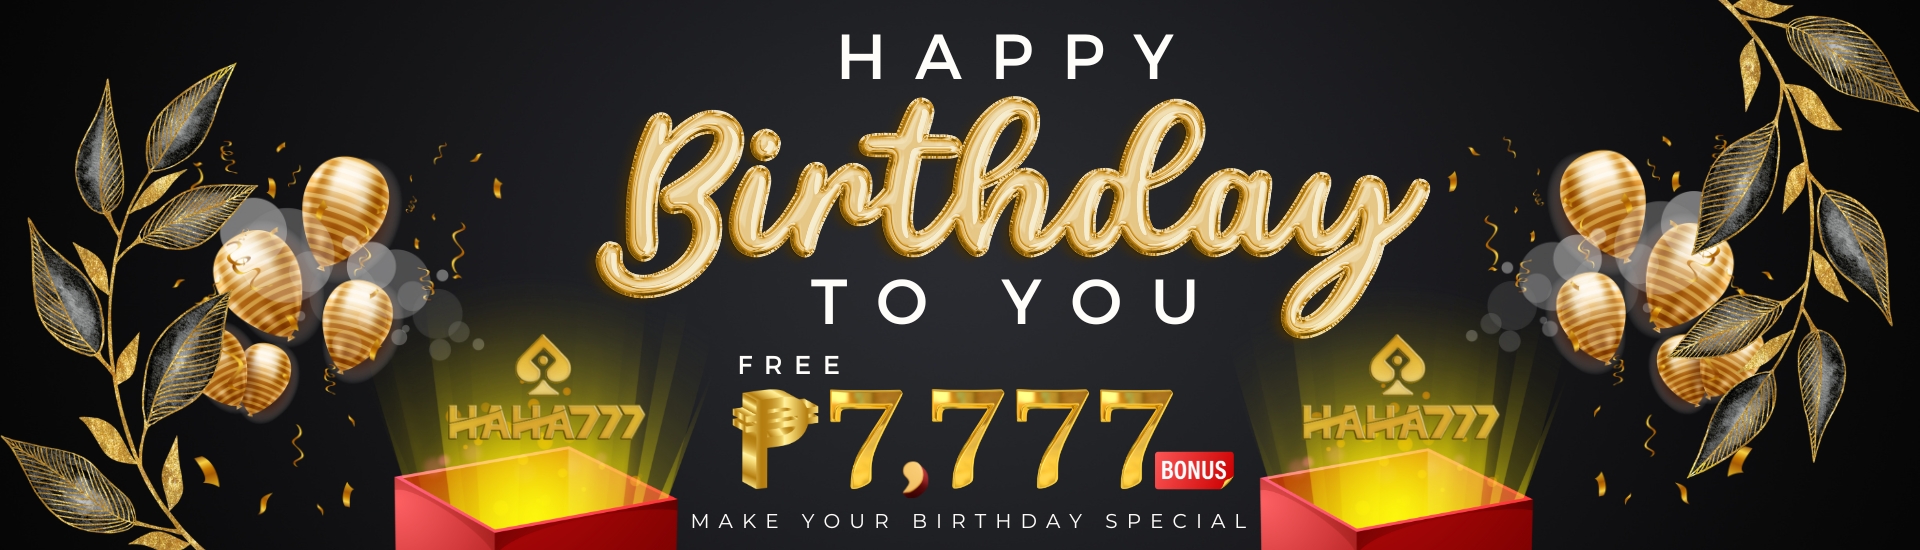 HAPPY
Birthday
TO YOU
FREE
₱7,777
BONUS
HAHA777
HAHA777
MAKE YOUR BIRTHDAY SPECIAL